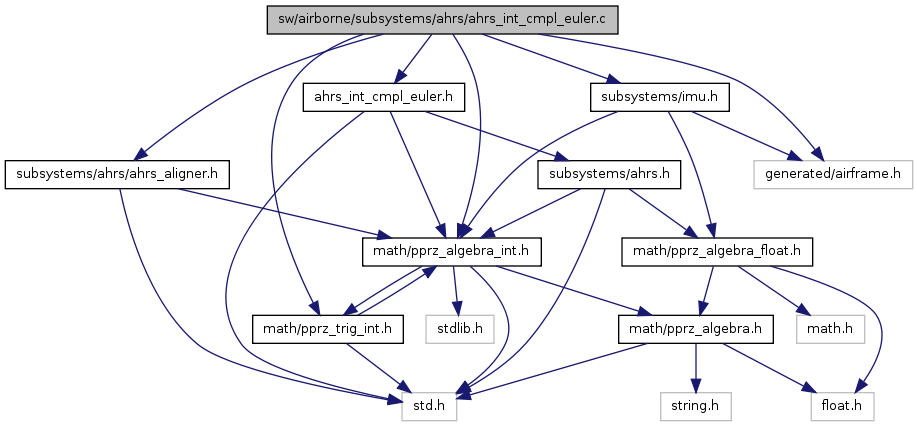 sw/airborne/subsystems/ahrs/ahrs_int_cmpl_euler.c
ahrs_int_cmpl_euler.h
subsystems/imu.h
subsystems/ahrs/ahrs_aligner.h
subsystems/ahrs.h
generated/airframe.h
math/pprz_algebra_int.h
math/pprz_algebra_float.h
math/pprz_trig_int.h
stdlib.h
math/pprz_algebra.h
math.h
std.h
string.h
float.h